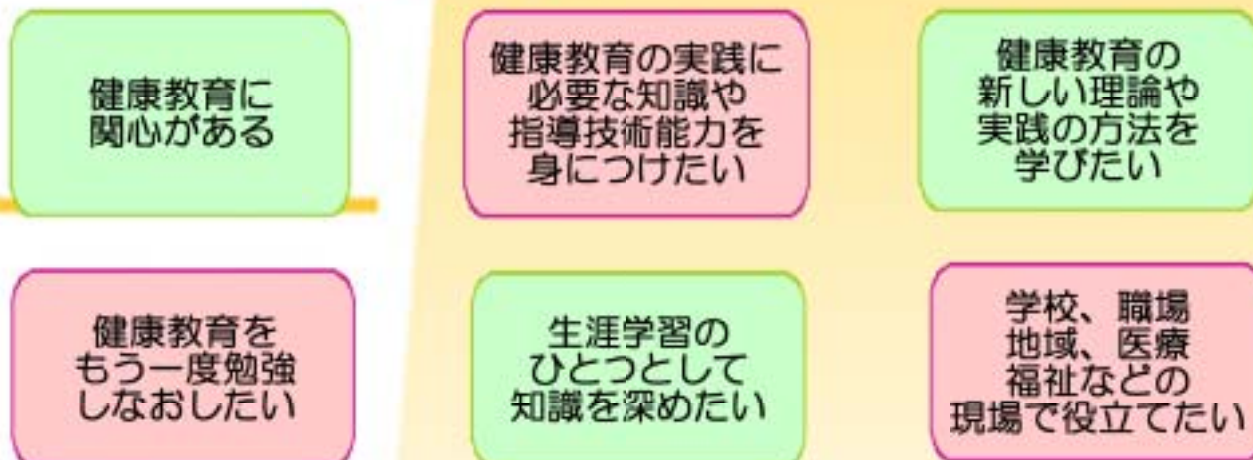 健康教育に
関心がある
健康教育の実践に
必要な知識や
指導技術能力を
身につけたい
健康教育の
新しい理論や
実践の方法を
学びたい
健康教育を
もう一度勉強
しなおしたい
生涯学習の
ひとつとして
知識を深めたい
学校、職場
地域、医療
福祉などの
現場で役立てたい